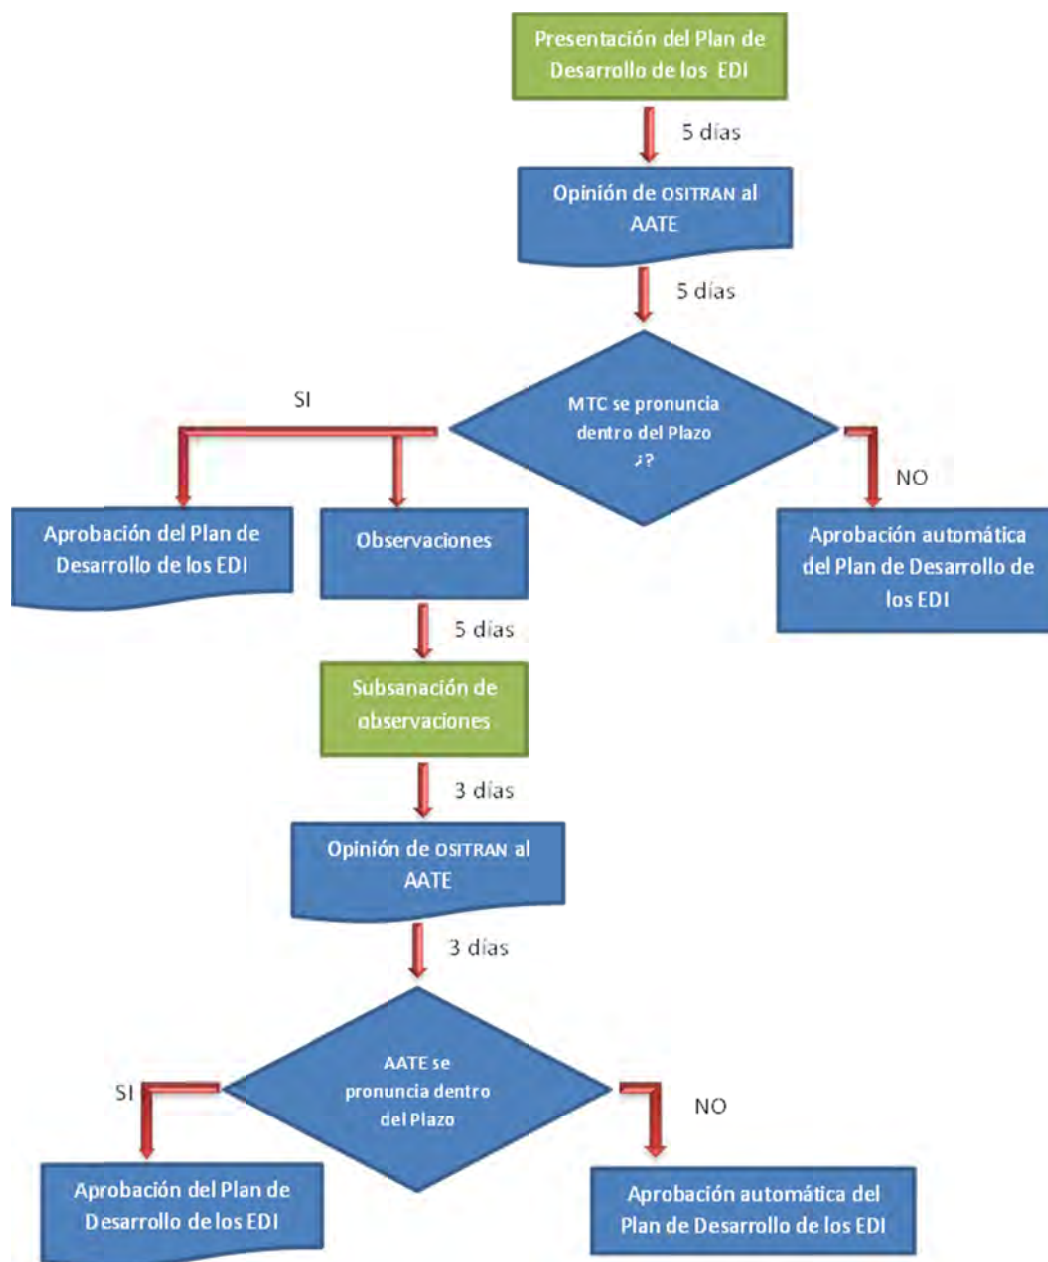 Presentación del Plan de
Desarrollo de los EDI
5 días
Opinión de OSITRAN al
AATE
5 días
MTC se pronuncia
dentro del Plazo
¿?
SI
NO
Aprobación del Plan de
Desarrollo de los EDI
Observaciones
Aprobación automática
del Plan de Desarrollo de
los EDI
5 días
Subsanación de
observaciones
3 días
Opinión de OSITRAN al
AATE
3 días
AATE se
pronuncia dentro
del Plazo
SI
NO
Aprobación del Plan de
Desarrollo de los EDI
Aprobación automática del
Plan de Desarrollo de los EDI